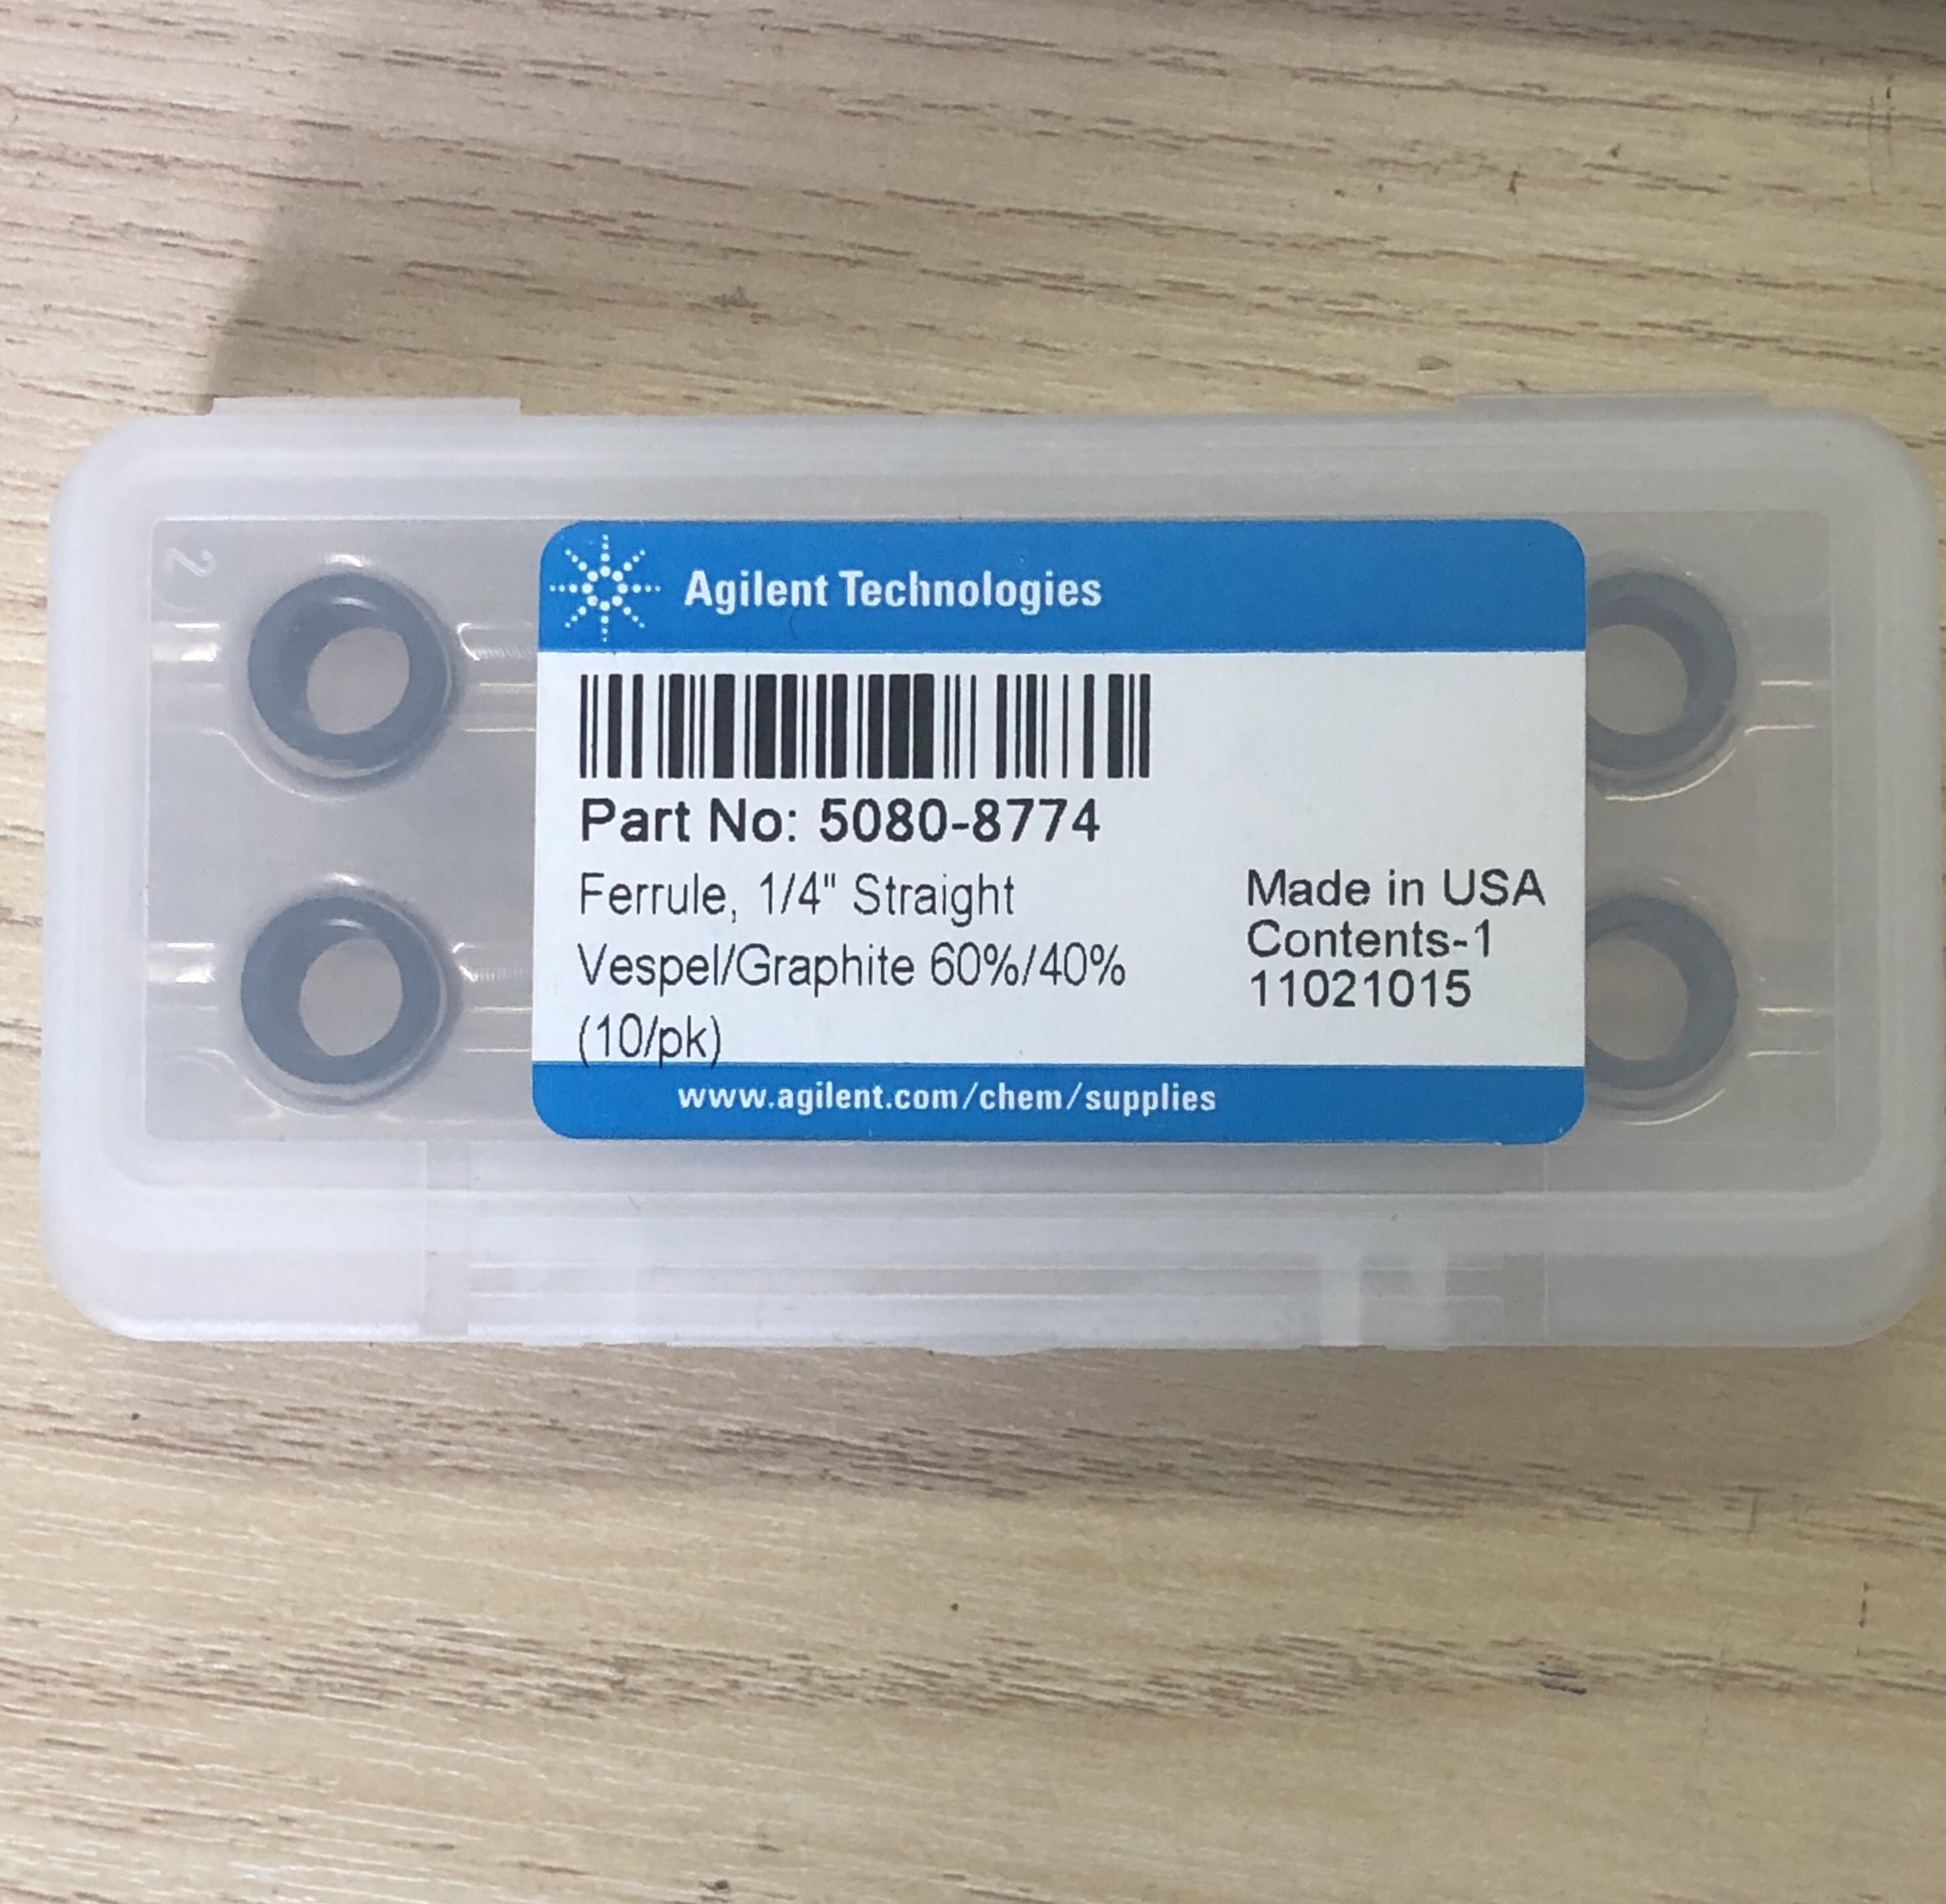 2
Agilent Technologies
Part No: 5080-8774
Ferrule, 1/4" Straight
Vespel/Graphite 60%/40%
(10/pk)
Made in USA
Contents-1
11021015
www.agilent.com/chem/supplies